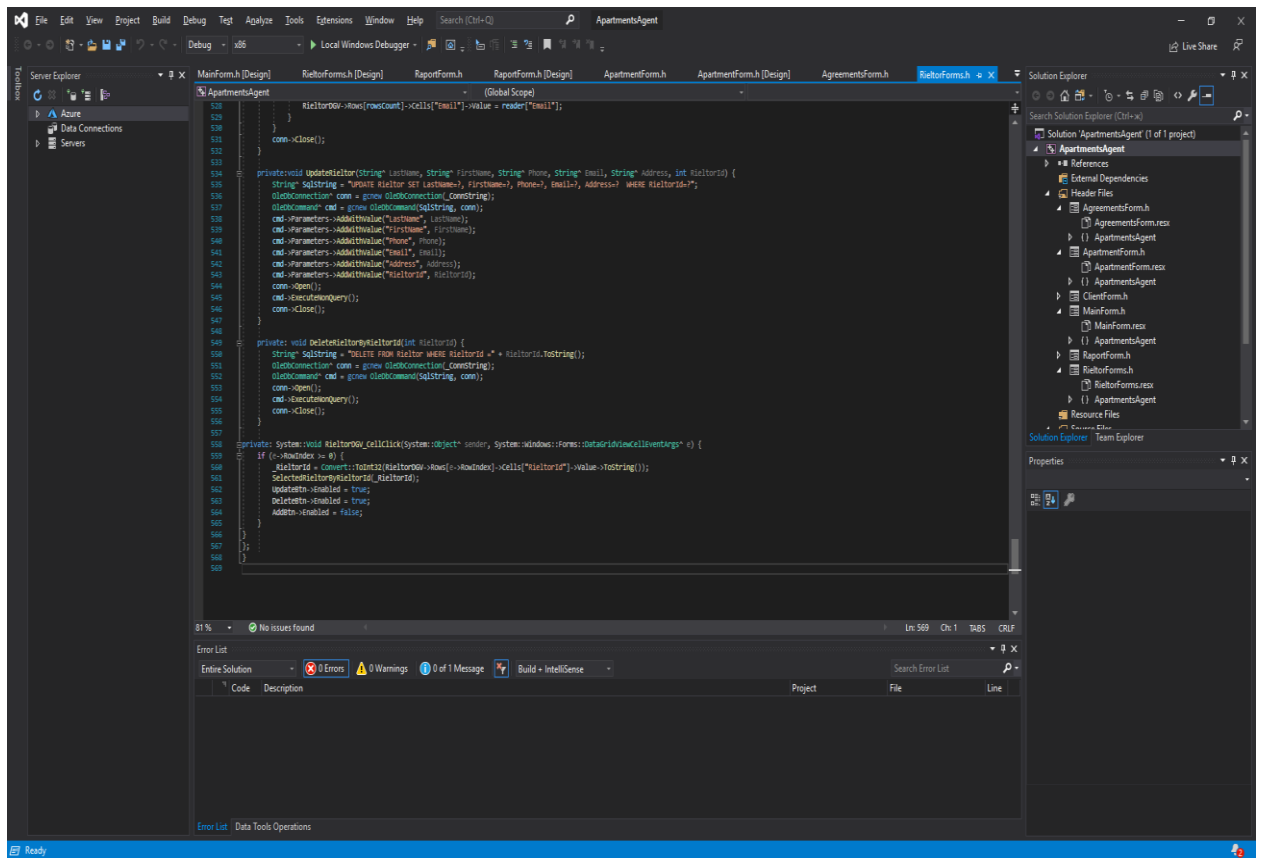 File Edit View Project Build Debug Test Analyze Tools Extensions Window Help Search (Ctrl+Q) ApartmentsAgent
Debug x86 Local Windows Debugger Live Share
Toolbox
Server Explorer
Azure
Data Connections
Servers
MainForm.h [Design] RieltorForms.h [Design] RaportForm.h RaportForm.h [Design] ApartmentForm.h ApartmentForm.h [Design] AgreementsForm.h RieltorForms.h
ApartmentsAgent (Global Scope)
528 RieltorDGV->Rows[rowsCount]->Cells["Email"]->Value = reader["Email"];
529 }
530 }
531 conn->Close();
532 }
533
534 private:void UpdateRieltor(String^ LastName, String^ FirstName, String^ Phone, String^ Email, String^ Address, int RieltorId) {
535 String^ SqlString = "UPDATE Rieltor SET LastName=?, FirstName=?, Phone=?, Email=?, Address=? WHERE RieltorId=?";
536 OleDbConnection^ conn = gcnew OleDbConnection(_ConnString);
537 OleDbCommand^ cmd = gcnew OleDbCommand(SqlString, conn);
538 cmd->Parameters->AddWithValue("LastName", LastName);
539 cmd->Parameters->AddWithValue("FirstName", FirstName);
540 cmd->Parameters->AddWithValue("Phone", Phone);
541 cmd->Parameters->AddWithValue("Email", Email);
542 cmd->Parameters->AddWithValue("Address", Address);
543 cmd->Parameters->AddWithValue("RieltorId", RieltorId);
544 conn->Open();
545 cmd->ExecuteNonQuery();
546 conn->Close();
547 }
548
549 private: void DeleteRieltorByRieltorId(int RieltorId) {
550 String^ SqlString = "DELETE FROM Rieltor WHERE RieltorId =" + RieltorId.ToString();
551 OleDbConnection^ conn = gcnew OleDbConnection(_ConnString);
552 OleDbCommand^ cmd = gcnew OleDbCommand(SqlString, conn);
553 conn->Open();
554 cmd->ExecuteNonQuery();
555 conn->Close();
556 }
557
558 private: System::Void RieltorDGV_CellClick(System::Object^ sender, System::Windows::Forms::DataGridViewCellEventArgs^ e) {
559 if (e->RowIndex >= 0) {
560 _RieltorId = Convert::ToInt32(RieltorDGV->Rows[e->RowIndex]->Cells["RieltorId"]->Value->ToString());
561 SelectedRieltorByRieltorId(_RieltorId);
562 UpdateBtn->Enabled = true;
563 DeleteBtn->Enabled = true;
564 AddBtn->Enabled = false;
565 }
566 }
567 };
568 }
569
81 % No issues found Ln: 569 Ch: 1 TABS CRLF
Error List
Entire Solution 0 Errors 0 Warnings 0 of 1 Message Build + IntelliSense Search Error List
Code Description Project File Line
Error List Data Tools Operations
Solution Explorer
Search Solution Explorer (Ctrl+ж)
Solution 'ApartmentsAgent' (1 of 1 project)
ApartmentsAgent
References
External Dependencies
Header Files
AgreementsForm.h
AgreementsForm.resx
{ } ApartmentsAgent
ApartmentForm.h
ApartmentForm.resx
{ } ApartmentsAgent
ClientForm.h
MainForm.h
MainForm.resx
{ } ApartmentsAgent
RaportForm.h
RieltorForms.h
RieltorForms.resx
{ } ApartmentsAgent
Resource Files
Source Files
Solution Explorer Team Explorer
Properties
Ready 2